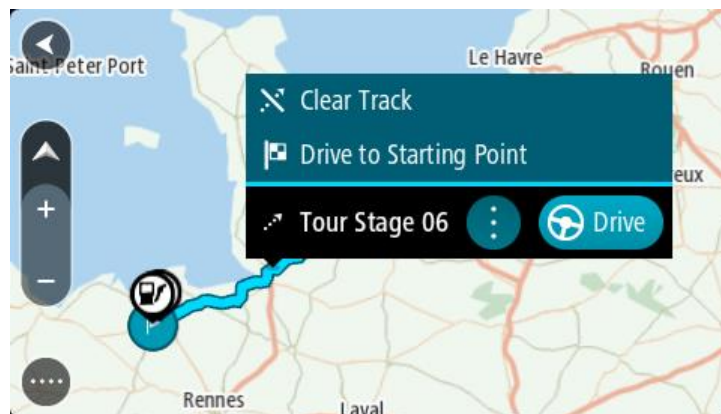 Saint Peter Port
Le Havre
Rouen
Clear Track
Drive to Starting Point
eux
Tour Stage 06
Drive
Rennes
Laval